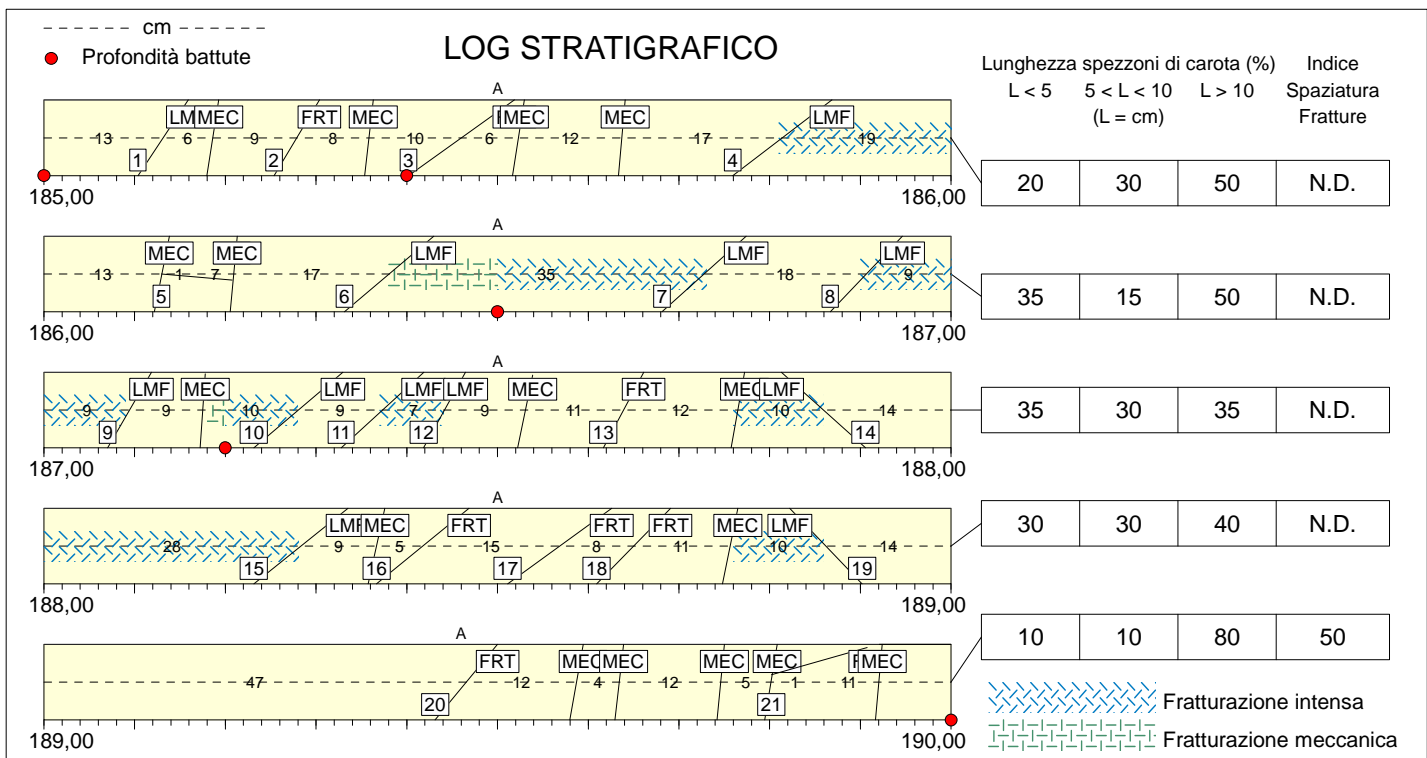 cm
LOG STRATIGRAFICO
Profondità battute
Lunghezza spezzoni di carota (%) Indice
L < 5 5 < L < 10 L > 10 Spaziatura
(L = cm) Fratture
A
MEC FRT MEC MEC MEC LMF
13 6 9 8 10 6 12 17 19
1 2 3 4
185,00 186,00
20 30 50 N.D.
A
MEC MEC LMF LMF LMF
13 1 7 17 35 18 9
5 6 7 8
186,00 187,00
35 15 50 N.D.
A
LMF MEC LMF LMF LMF MEC FRT MEC LMF
9 9 10 9 7 9 11 12 10 14
9 10 11 12 13 14
187,00 188,00
35 30 35 N.D.
A
LMF MEC FRT FRT FRT MEC LMF
28 9 5 15 8 11 10 14
15 16 17 18 19
188,00 189,00
30 30 40 N.D.
A
FRT MEC MEC MEC MEC MEC
47 12 4 12 5 1 11
20 21
189,00 190,00
10 10 80 50
Fratturazione intensa
Fratturazione meccanica